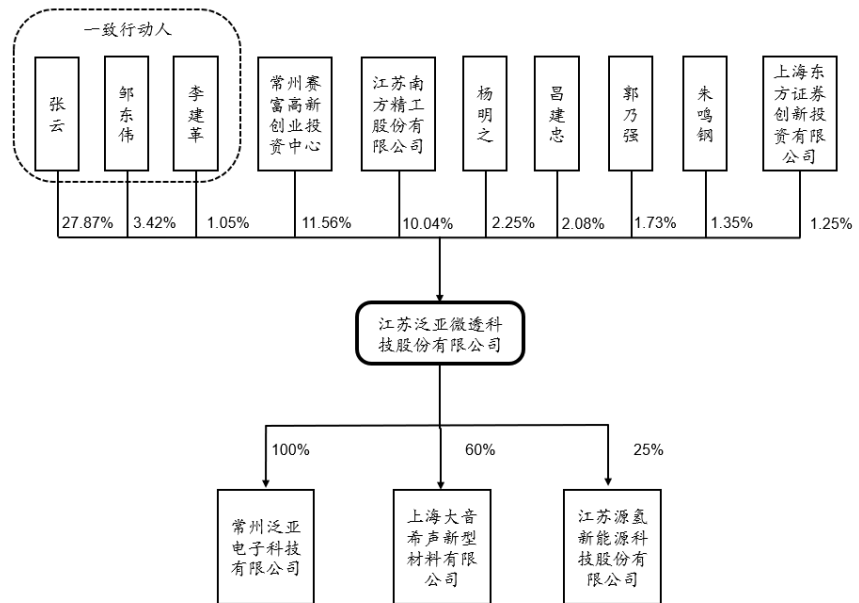 一致行动人
张云
邹东伟
李建革
常州赛
富高新
创业投
资中心
江苏南
方精工
股份有
限公司
杨明之
昌建忠
郭乃强
朱鸣钢
上海东
方证券
创新投
资有限
公司
27.87%
3.42%
1.05%
11.56%
10.04%
2.25%
2.08%
1.73%
1.35%
1.25%
江苏泛亚微透科
技股份有限公司
100%
60%
25%
常州泛亚
电子科技
有限公司
上海大音
希声新型
材料有限
公司
江苏源氢
新能源科
技股份有
限公司